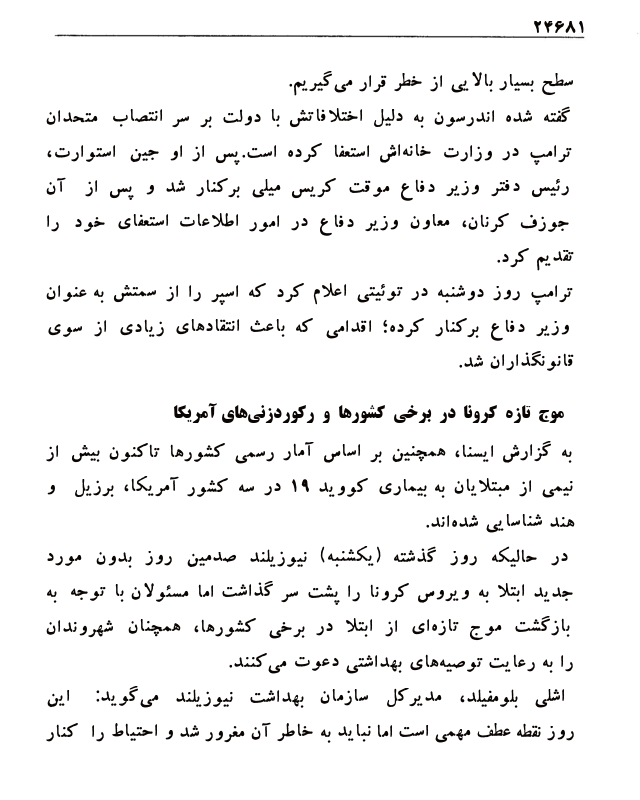 ۲۴۶۸۱
سطح بسیار بالایی از خطر قرار می‌گیریم.
گفته شده اندرسون به دلیل اختلافاتش با دولت بر سر انتصاب متحدان
ترامپ در وزارت خانه‌اش استعفا کرده است.پس از او جین استوارت،
رئیس دفتر وزیر دفاع موقت کریس میلی برکنار شد و پس از آن
جوزف کرنان، معاون وزیر دفاع در امور اطلاعات استعفای خود را
تقدیم کرد.
ترامپ روز دوشنبه در توئیتی اعلام کرد که اسپر را از سمتش به عنوان
وزیر دفاع برکنار کرده؛ اقدامی که باعث انتقادهای زیادی از سوی
قانونگذاران شد.
موج تازه کرونا در برخی کشورها و رکوردزنی‌های آمریکا
به گزارش ایسنا، همچنین بر اساس آمار رسمی کشورها تاکنون بیش از
نیمی از مبتلایان به بیماری کووید ۱۹ در سه کشور آمریکا، برزیل و
هند شناسایی شده‌اند.
در حالیکه روز گذشته (یکشنبه) نیوزیلند صدمین روز بدون مورد
جدید ابتلا به ویروس کرونا را پشت سر گذاشت اما مسئولان با توجه به
بازگشت موج تازه‌ای از ابتلا در برخی کشورها، همچنان شهروندان
را به رعایت توصیه‌های بهداشتی دعوت می‌کنند.
اشلی بلومفیلد، مدیرکل سازمان بهداشت نیوزیلند می‌گوید: این
روز نقطه عطف مهمی است اما نباید به خاطر آن مغرور شد و احتیاط را کنار